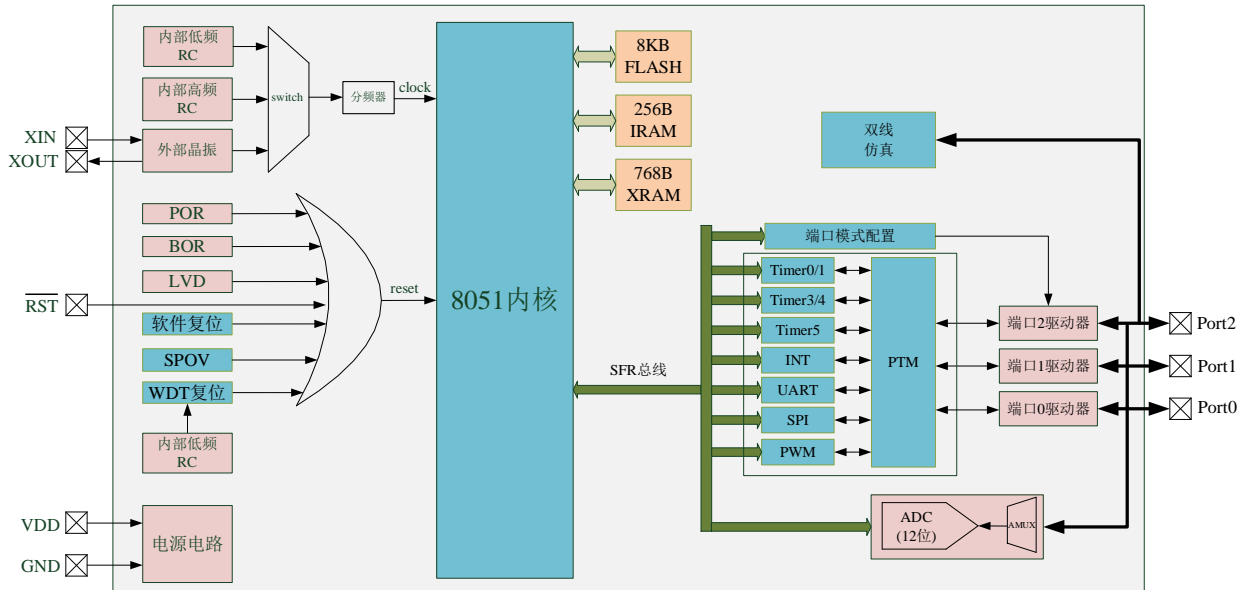 内部低频
RC
内部高频
RC
外部晶振
XIN
XOUT
switch
分频器
clock
POR
BOR
LVD
RST
软件复位
SPOV
WDT复位
内部低频
RC
reset
VDD
GND
电源电路
8051内核
8KB
FLASH
256B
IRAM
768B
XRAM
双线
仿真
SFR总线
端口模式配置
Timer0/1
Timer3/4
Timer5
INT
UART
SPI
PWM
PTM
端口2驱动器
端口1驱动器
端口0驱动器
Port2
Port1
Port0
ADC
(12位)
AMUX